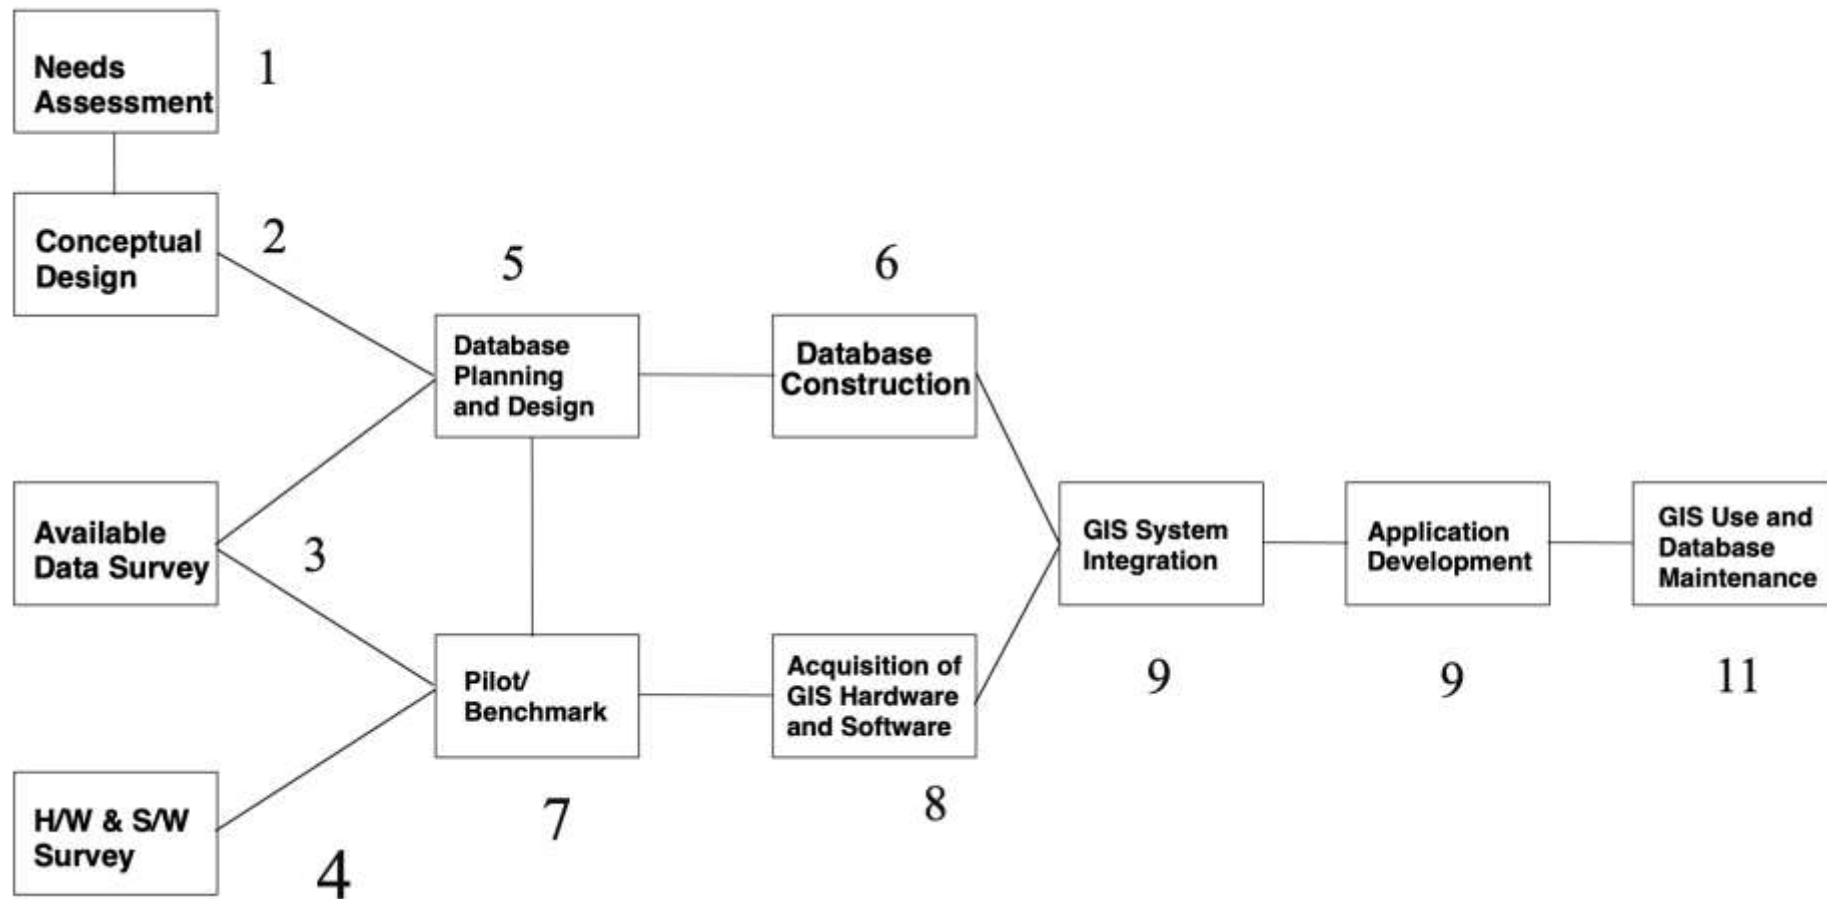 Needs
Assessment
1
Conceptual
Design
2
Available
Data Survey
3
H/W & S/W
Survey
4
5
Database
Planning
and Design
6
Database
Construction
Pilot/
Benchmark
7
Acquisition of
GIS Hardware
and Software
8
GIS System
Integration
9
Application
Development
9
GIS Use and
Database
Maintenance
11